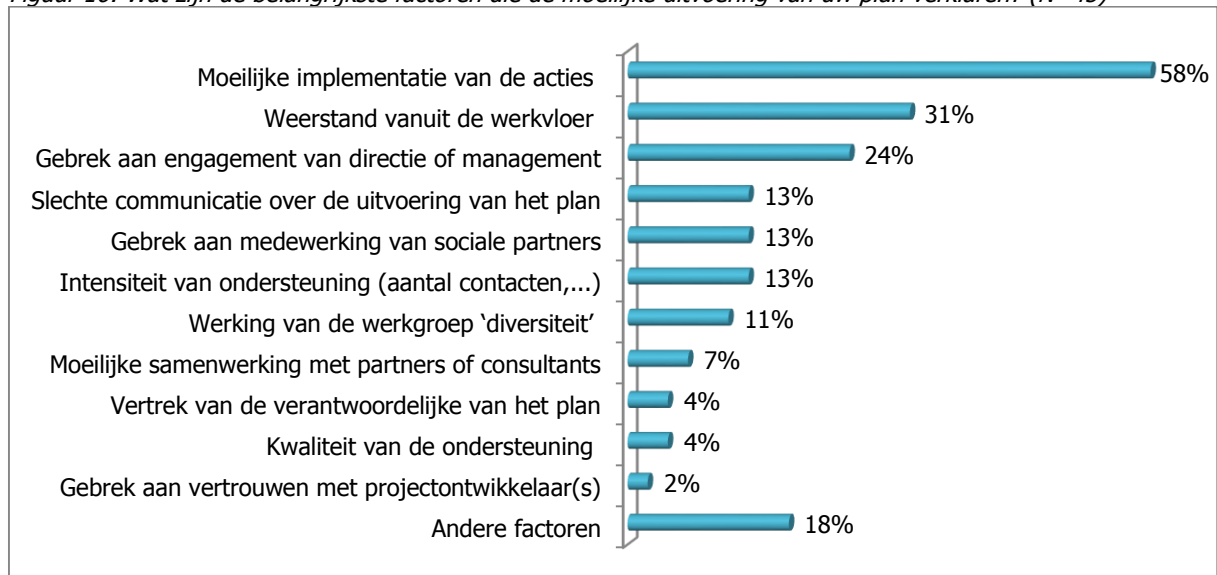 Moeilijke implementatie van de acties 58%
Weerstand vanuit de werkvloer 31%
Gebrek aan engagement van directie of management 24%
Slechte communicatie over de uitvoering van het plan 13%
Gebrek aan medewerking van sociale partners 13%
Intensiteit van ondersteuning (aantal contacten,...) 13%
Werking van de werkgroep ‘diversiteit’ 11%
Moeilijke samenwerking met partners of consultants 7%
Vertrek van de verantwoordelijke van het plan 4%
Kwaliteit van de ondersteuning 4%
Gebrek aan vertrouwen met projectontwikkelaar(s) 2%
Andere factoren 18%